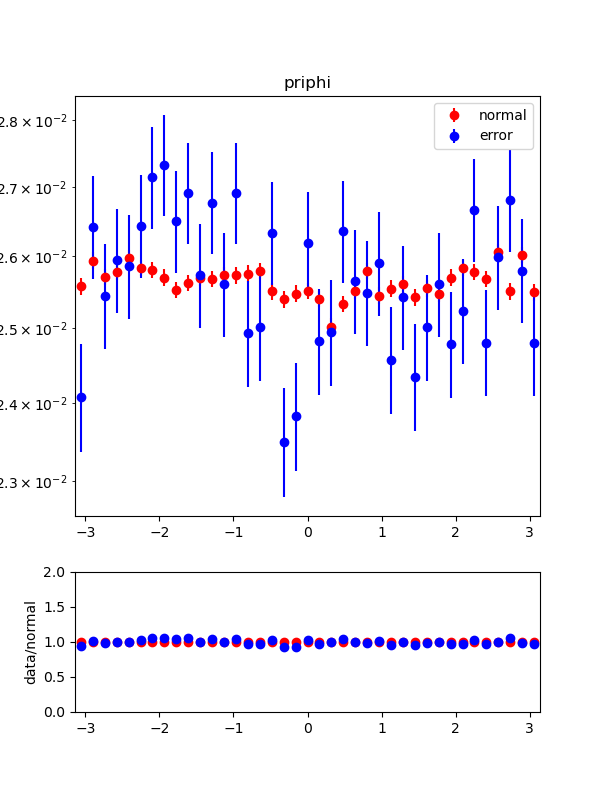 priphi
normal
error
2.8 × 10⁻²
2.7 × 10⁻²
2.6 × 10⁻²
2.5 × 10⁻²
2.4 × 10⁻²
2.3 × 10⁻²
−3 −2 −1 0 1 2 3
data/normal
2.0
1.5
1.0
0.5
0.0
−3 −2 −1 0 1 2 3